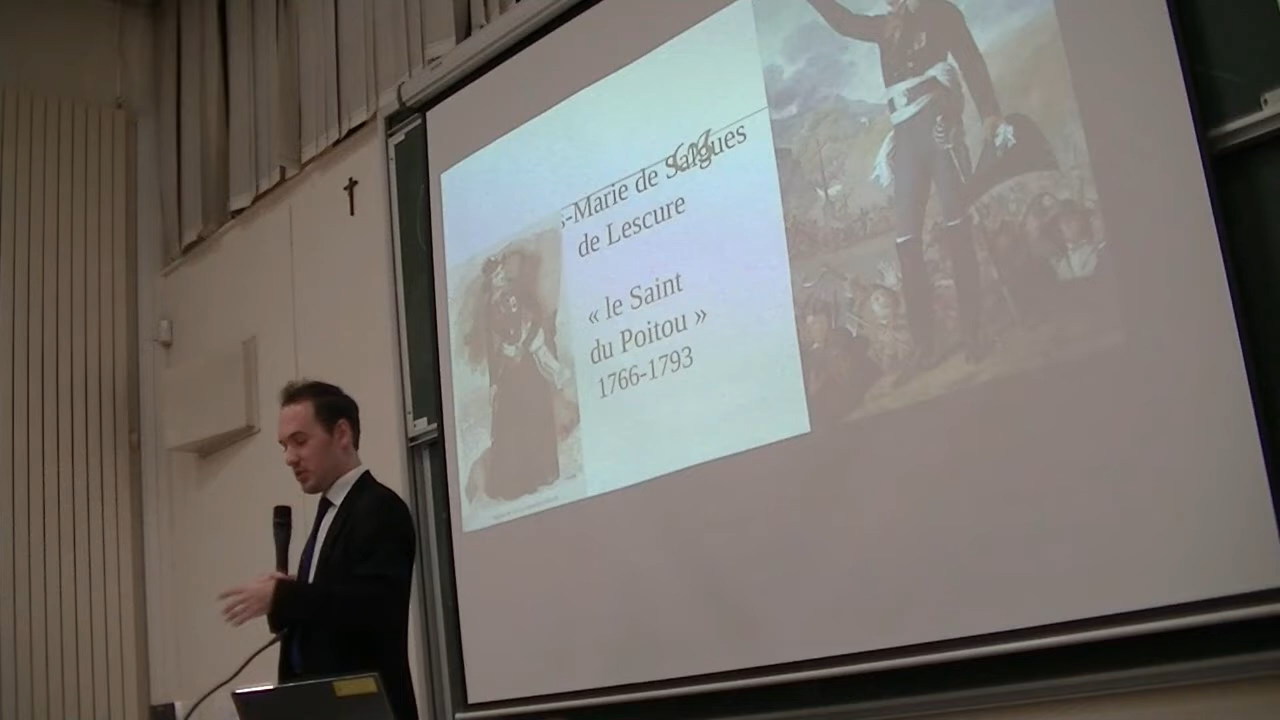 s-Marie de Salgues
de Lescure
« le Saint
du Poitou »
1766-1793